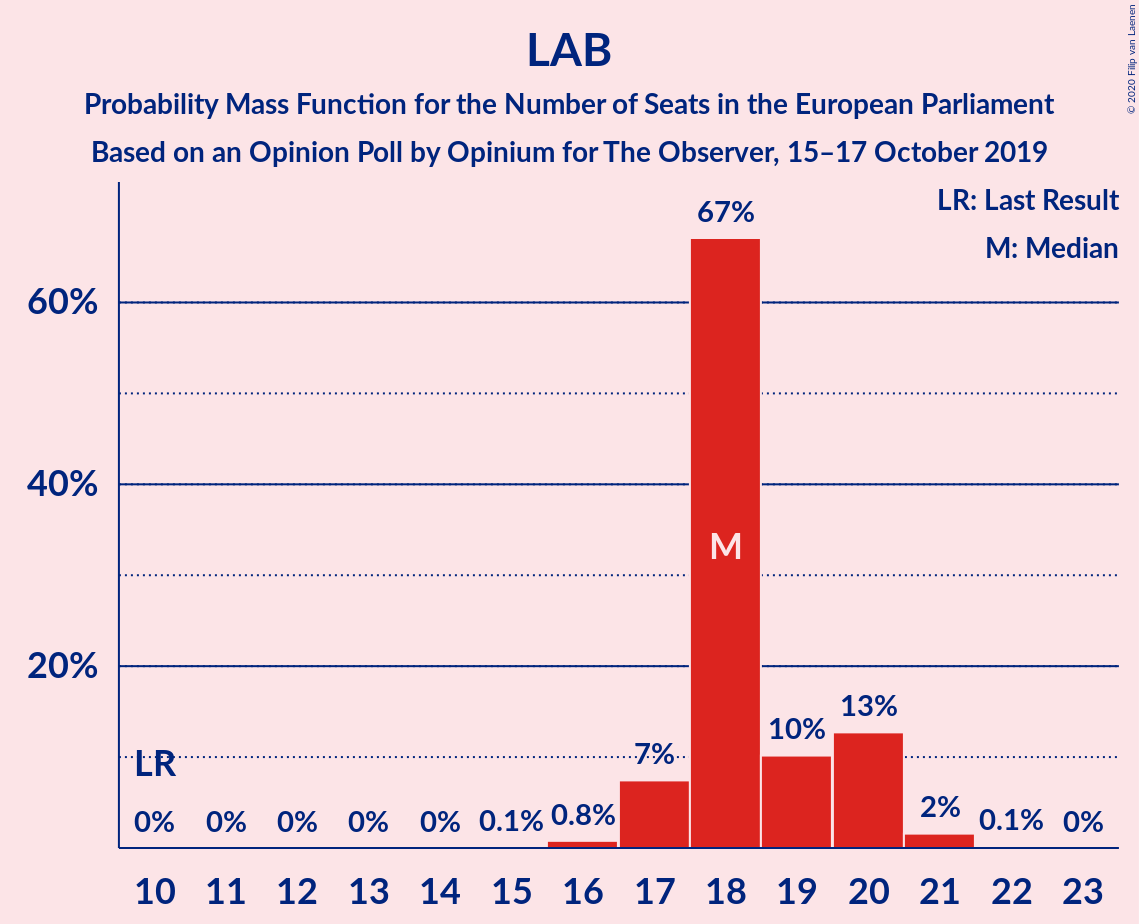 LAB
Probability Mass Function for the Number of Seats in the European Parliament
Based on an Opinion Poll by Opinium for The Observer, 15–17 October 2019
© 2020 Filip van Laenen
LR: Last Result
M: Median
67%
60%
40%
M
20%
13%
10%
7%
LR
0% 0% 0% 0% 0% 0.1% 0.8% 2% 0.1% 0%
10 11 12 13 14 15 16 17 18 19 20 21 22 23